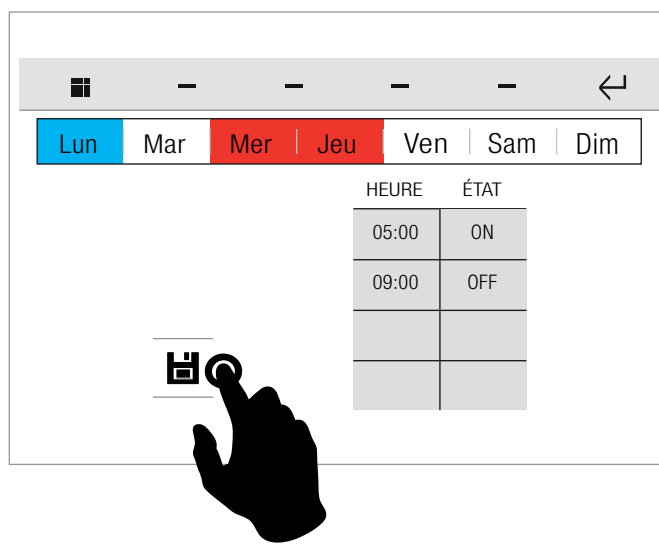 Lun Mar Mer Jeu Ven Sam Dim
HEURE ÉTAT
05:00 ON
09:00 OFF